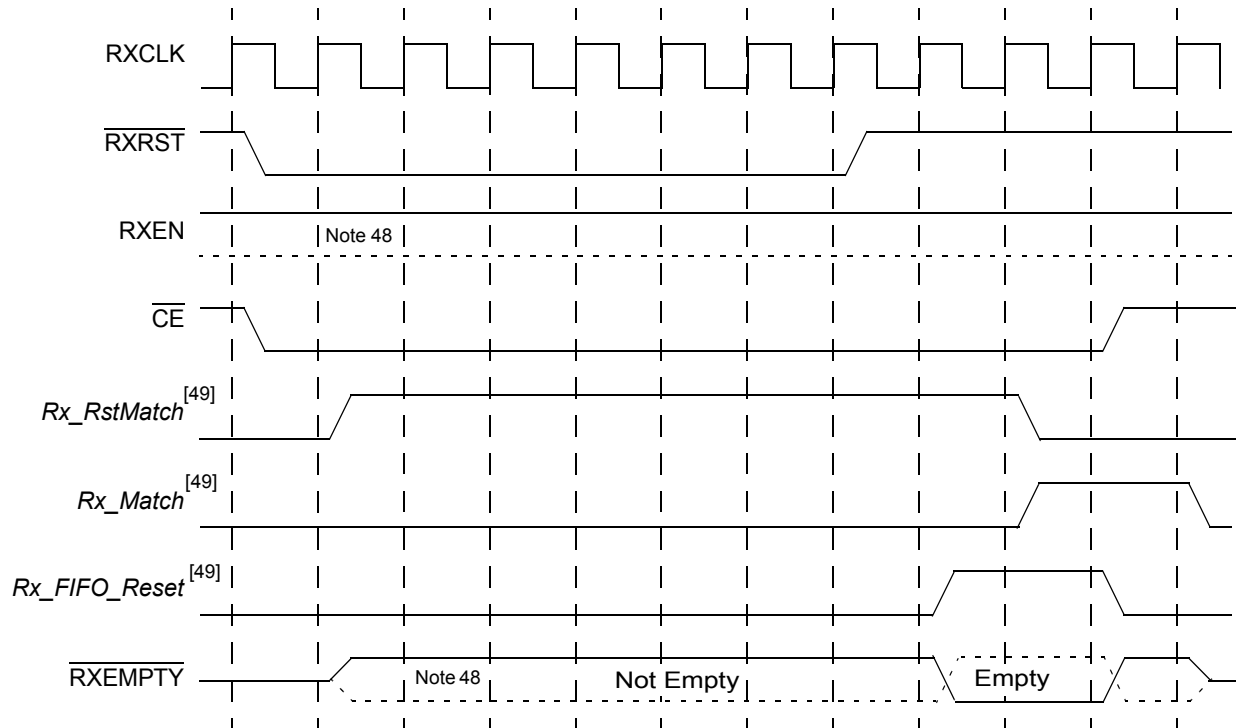 RXCLK
RXRST
RXEN
Note 48
CE
Rx_RstMatch[49]
Rx_Match[49]
Rx_FIFO_Reset[49]
RXEMPTY
Note 48
Not Empty
Empty